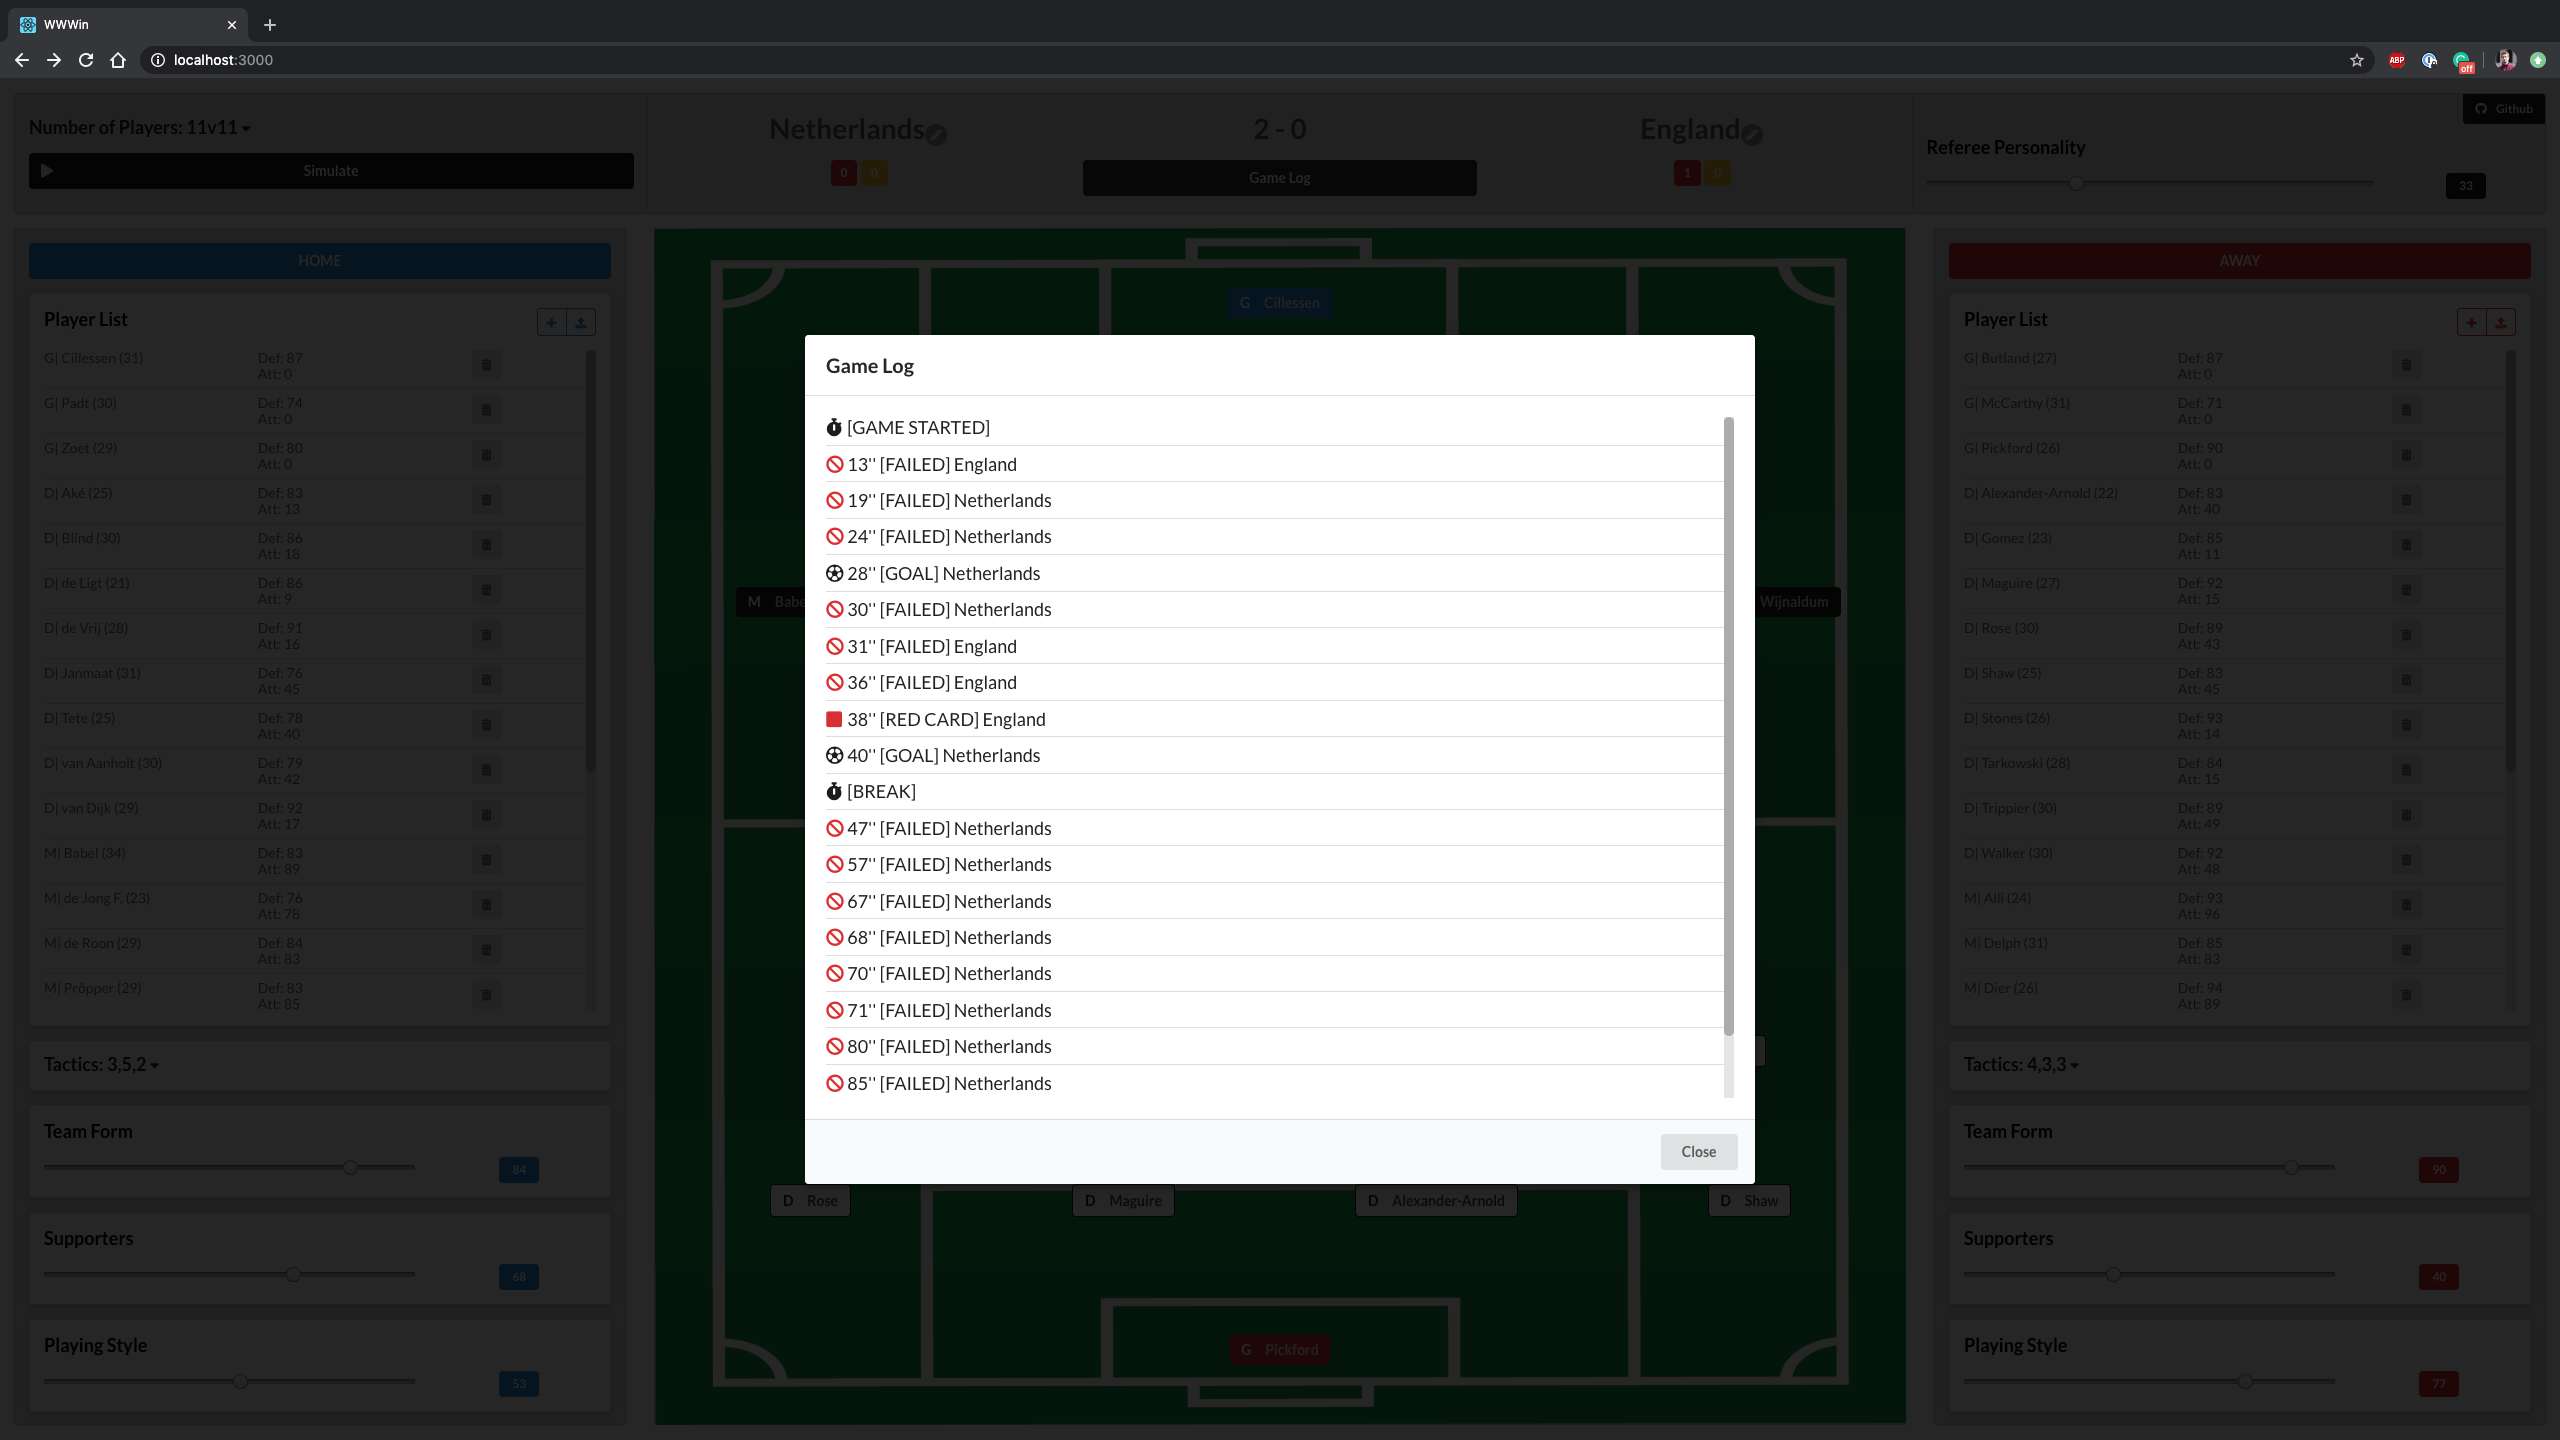 WWWin
localhost:3000
ABP
off
Github
Number of Players: 11v11
Simulate
Netherlands
0 0
2 - 0
Game Log
England
1 0
Referee Personality
33
HOME
Player List
G| Cillessen (31) Def: 87
Att: 0
G| Padt (30) Def: 74
Att: 0
G| Zoet (29) Def: 80
Att: 0
D| Aké (25) Def: 83
Att: 13
D| Blind (30) Def: 86
Att: 18
D| de Ligt (21) Def: 86
Att: 9
D| de Vrij (28) Def: 91
Att: 16
D| Janmaat (31) Def: 76
Att: 45
D| Tete (25) Def: 78
Att: 40
D| van Aanholt (30) Def: 79
Att: 42
D| van Dijk (29) Def: 92
Att: 17
M| Babel (34) Def: 83
Att: 89
M| de Jong F. (23) Def: 76
Att: 78
M| de Roon (29) Def: 84
Att: 83
M| Pröpper (29) Def: 83
Att: 85
Tactics: 3,5,2
Team Form
84
Supporters
68
Playing Style
53
G Cillessen
M Babe
Wijnaldum
Game Log
[GAME STARTED]
13'' [FAILED] England
19'' [FAILED] Netherlands
24'' [FAILED] Netherlands
28'' [GOAL] Netherlands
30'' [FAILED] Netherlands
31'' [FAILED] England
36'' [FAILED] England
38'' [RED CARD] England
40'' [GOAL] Netherlands
[BREAK]
47'' [FAILED] Netherlands
57'' [FAILED] Netherlands
67'' [FAILED] Netherlands
68'' [FAILED] Netherlands
70'' [FAILED] Netherlands
71'' [FAILED] Netherlands
80'' [FAILED] Netherlands
85'' [FAILED] Netherlands
Close
D Rose
D Maguire
D Alexander-Arnold
D Shaw
G Pickford
AWAY
Player List
G| Butland (27) Def: 87
Att: 0
G| McCarthy (31) Def: 71
Att: 0
G| Pickford (26) Def: 90
Att: 0
D| Alexander-Arnold (22) Def: 83
Att: 40
D| Gomez (23) Def: 85
Att: 11
D| Maguire (27) Def: 92
Att: 15
D| Rose (30) Def: 89
Att: 43
D| Shaw (25) Def: 83
Att: 45
D| Stones (26) Def: 93
Att: 14
D| Tarkowski (28) Def: 84
Att: 15
D| Trippier (30) Def: 89
Att: 49
D| Walker (30) Def: 92
Att: 48
M| Alli (24) Def: 93
Att: 96
M| Delph (31) Def: 85
Att: 83
M| Dier (26) Def: 94
Att: 89
Tactics: 4,3,3
Team Form
90
Supporters
40
Playing Style
77